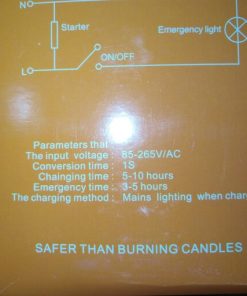 N
Starter
Emergency light
ON/OFF
L
Parameters that
The input voltage : 85-265V/AC
Conversion time : 1S
Chainging time : 5-10 hours
Emergency time : 3-5 hours
The charging method : Mains lighting when charg
SAFER THAN BURNING CANDLES